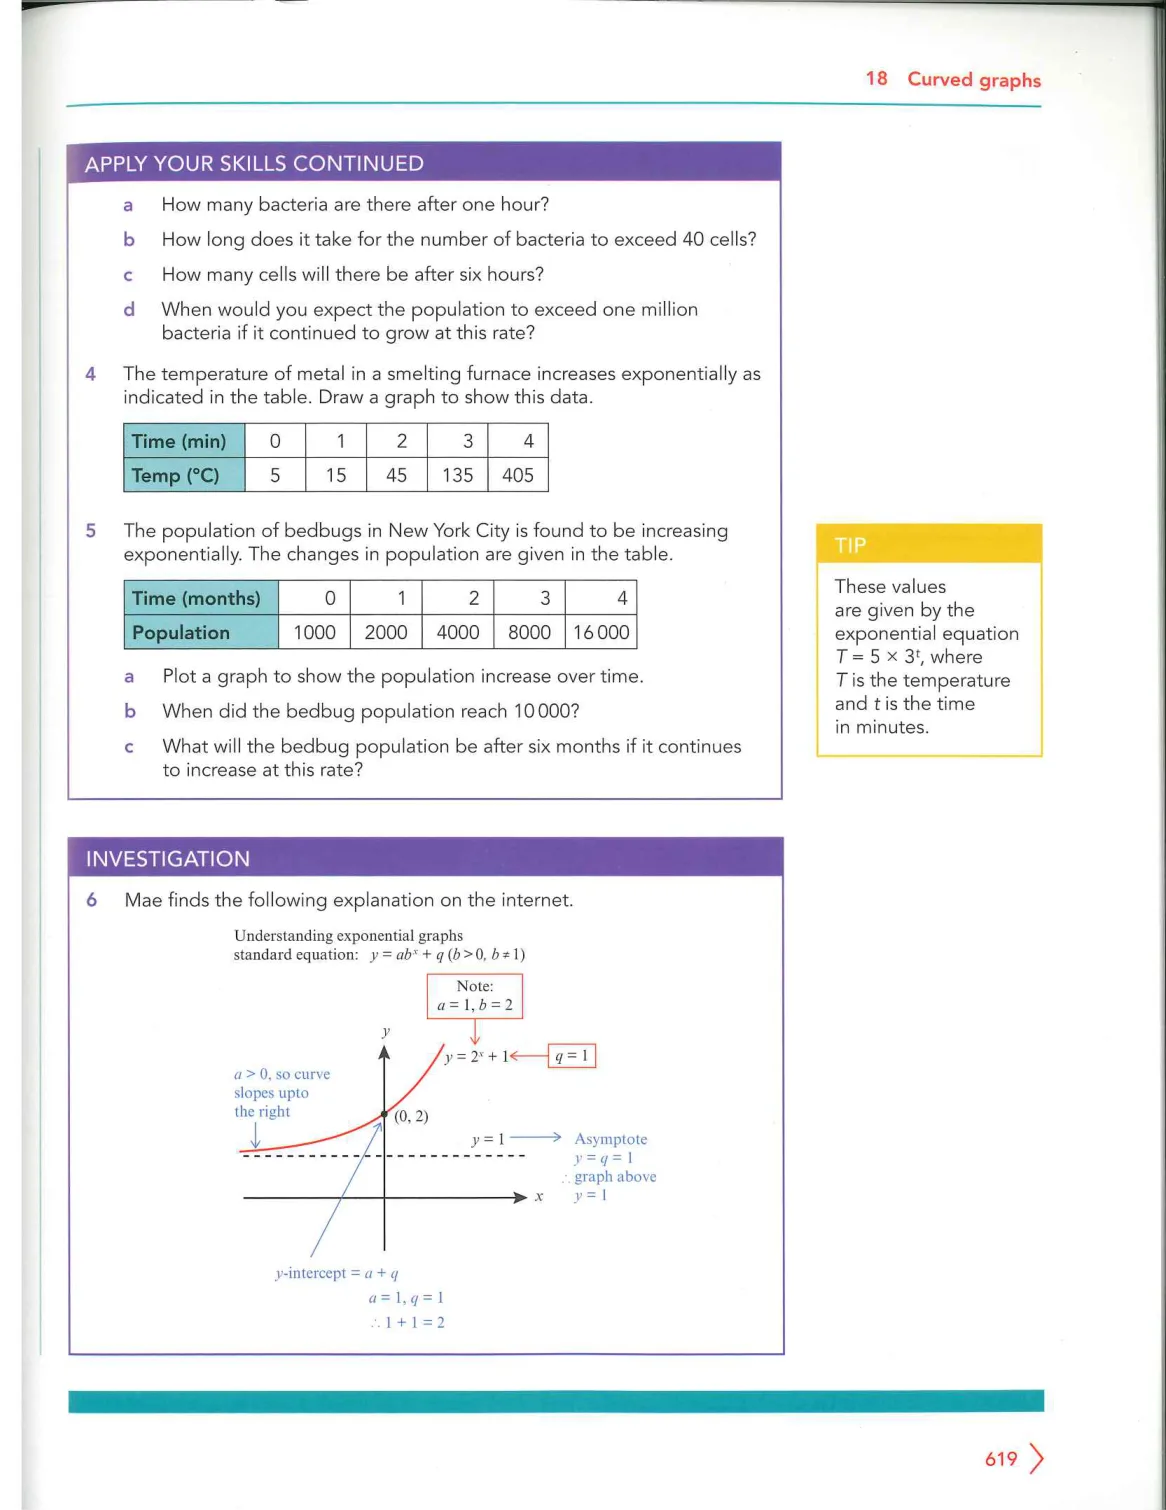 18 Curved graphs
APPLY YOUR SKILLS CONTINUED
a How many bacteria are there after one hour?
b How long does it take for the number of bacteria to exceed 40 cells?
c How many cells will there be after six hours?
d When would you expect the population to exceed one million
bacteria if it continued to grow at this rate?
4 The temperature of metal in a smelting furnace increases exponentially as
indicated in the table. Draw a graph to show this data.
Time (min) 0 1 2 3 4
Temp (°C) 5 15 45 135 405
5 The population of bedbugs in New York City is found to be increasing
exponentially. The changes in population are given in the table.
Time (months) 0 1 2 3 4
Population 1000 2000 4000 8000 16 000
a Plot a graph to show the population increase over time.
b When did the bedbug population reach 10 000?
c What will the bedbug population be after six months if it continues
to increase at this rate?
TIP
These values
are given by the
exponential equation
T = 5 × 3ᵗ, where
T is the temperature
and t is the time
in minutes.
INVESTIGATION
6 Mae finds the following explanation on the internet.
Understanding exponential graphs
standard equation: y = abˣ + q (b > 0, b ≠ 1)
Note:
a = 1, b = 2
y
y = 2ˣ + 1
q = 1
a > 0, so curve
slopes upto
the right
(0, 2)
y = 1
Asymptote
y = q = 1
∴ graph above
y = 1
x
y-intercept = a + q
a = 1, q = 1
∴ 1 + 1 = 2
619